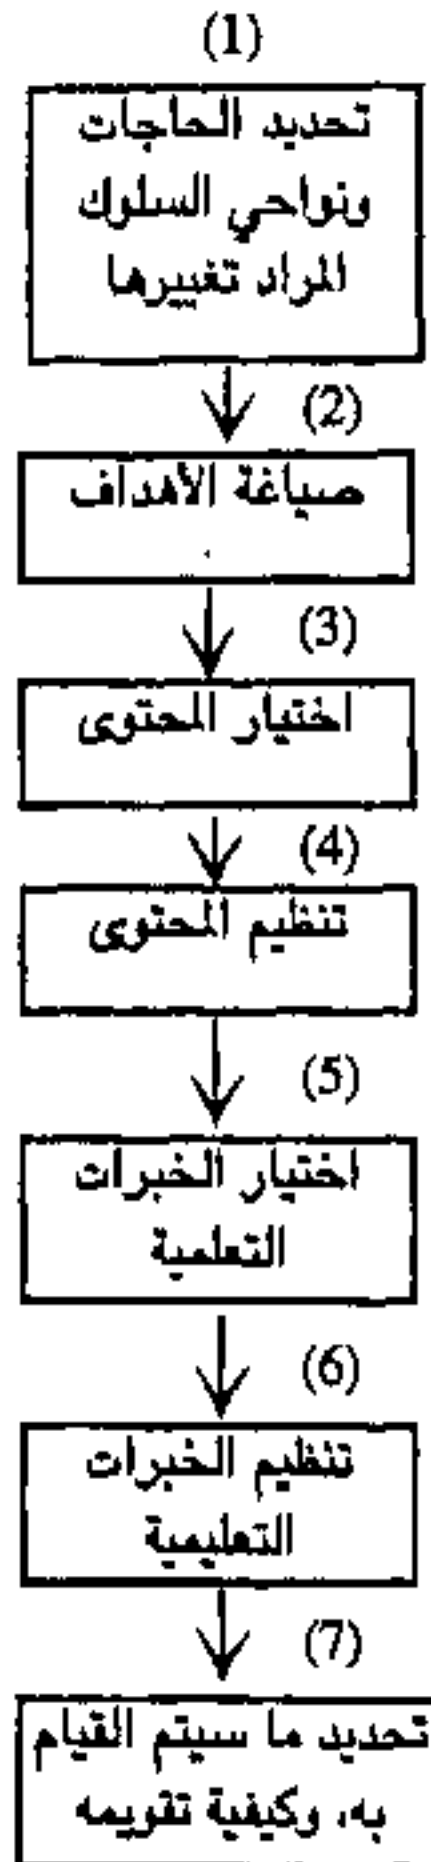 (1)
تحديد الحاجات
ونواحي السلوك
المراد تغييرها
(2)
صياغة الأهداف
(3)
اختيار المحتوى
(4)
تنظيم المحتوى
(5)
اختيار الخبرات
التعلمية
(6)
تنظيم الخبرات
التعليمية
(7)
تحديد ما سيتم القيام
به، وكيفية تقويمه